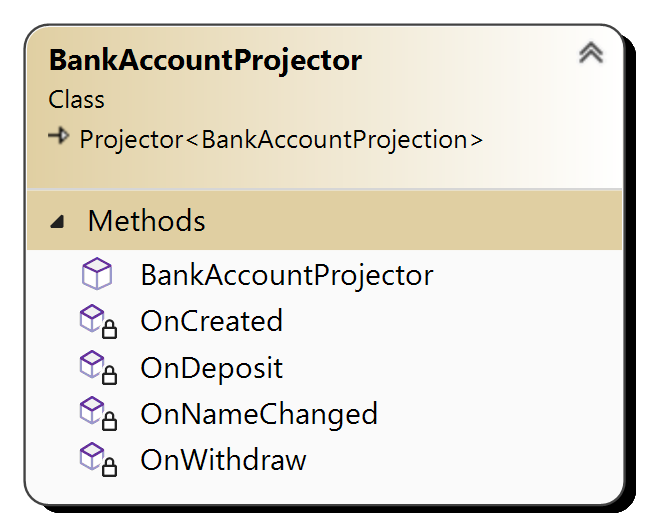 BankAccountProjector
Class
Projector<BankAccountProjection>
Methods
BankAccountProjector
OnCreated
OnDeposit
OnNameChanged
OnWithdraw